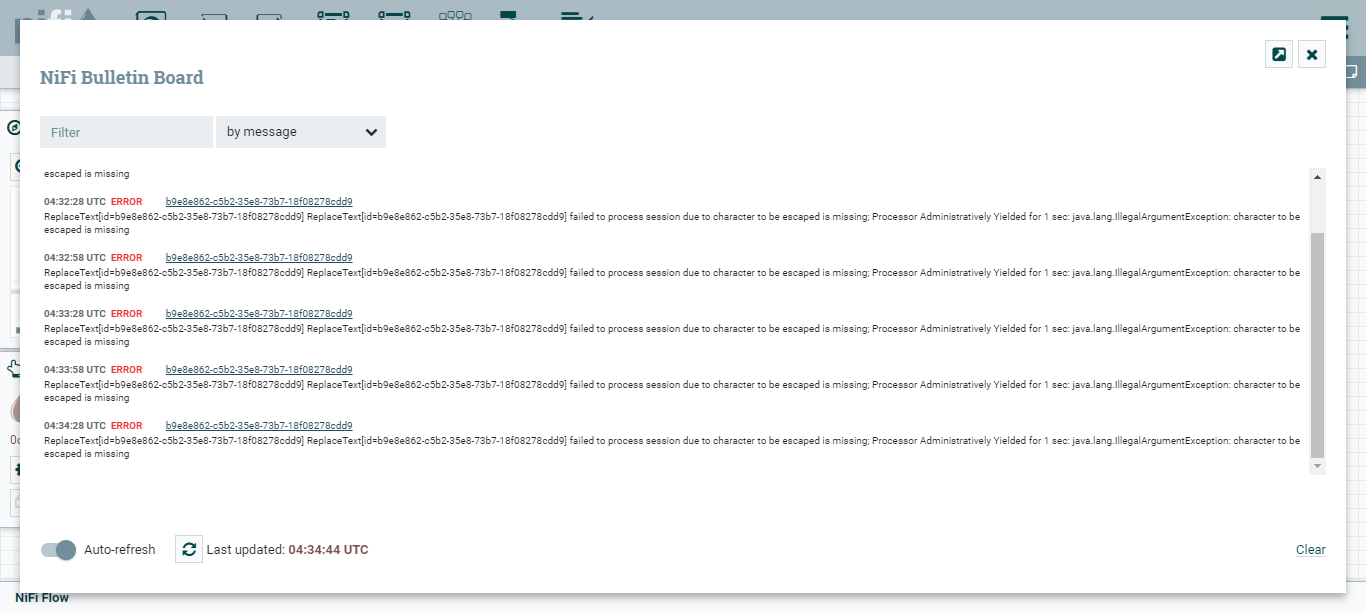 nifi
NiFi Bulletin Board
Filter
by message
escaped is missing
04:32:28 UTC ERROR b9e8e862-c5b2-35e8-73b7-18f08278cdd9
ReplaceText[id=b9e8e862-c5b2-35e8-73b7-18f08278cdd9] ReplaceText[id=b9e8e862-c5b2-35e8-73b7-18f08278cdd9] failed to process session due to character to be escaped is missing; Processor Administratively Yielded for 1 sec: java.lang.IllegalArgumentException: character to be
escaped is missing
04:32:58 UTC ERROR b9e8e862-c5b2-35e8-73b7-18f08278cdd9
ReplaceText[id=b9e8e862-c5b2-35e8-73b7-18f08278cdd9] ReplaceText[id=b9e8e862-c5b2-35e8-73b7-18f08278cdd9] failed to process session due to character to be escaped is missing; Processor Administratively Yielded for 1 sec: java.lang.IllegalArgumentException: character to be
escaped is missing
04:33:28 UTC ERROR b9e8e862-c5b2-35e8-73b7-18f08278cdd9
ReplaceText[id=b9e8e862-c5b2-35e8-73b7-18f08278cdd9] ReplaceText[id=b9e8e862-c5b2-35e8-73b7-18f08278cdd9] failed to process session due to character to be escaped is missing; Processor Administratively Yielded for 1 sec: java.lang.IllegalArgumentException: character to be
escaped is missing
04:33:58 UTC ERROR b9e8e862-c5b2-35e8-73b7-18f08278cdd9
ReplaceText[id=b9e8e862-c5b2-35e8-73b7-18f08278cdd9] ReplaceText[id=b9e8e862-c5b2-35e8-73b7-18f08278cdd9] failed to process session due to character to be escaped is missing; Processor Administratively Yielded for 1 sec: java.lang.IllegalArgumentException: character to be
escaped is missing
04:34:28 UTC ERROR b9e8e862-c5b2-35e8-73b7-18f08278cdd9
ReplaceText[id=b9e8e862-c5b2-35e8-73b7-18f08278cdd9] ReplaceText[id=b9e8e862-c5b2-35e8-73b7-18f08278cdd9] failed to process session due to character to be escaped is missing; Processor Administratively Yielded for 1 sec: java.lang.IllegalArgumentException: character to be
escaped is missing
Auto-refresh
Last updated: 04:34:44 UTC
Clear
NiFi Flow